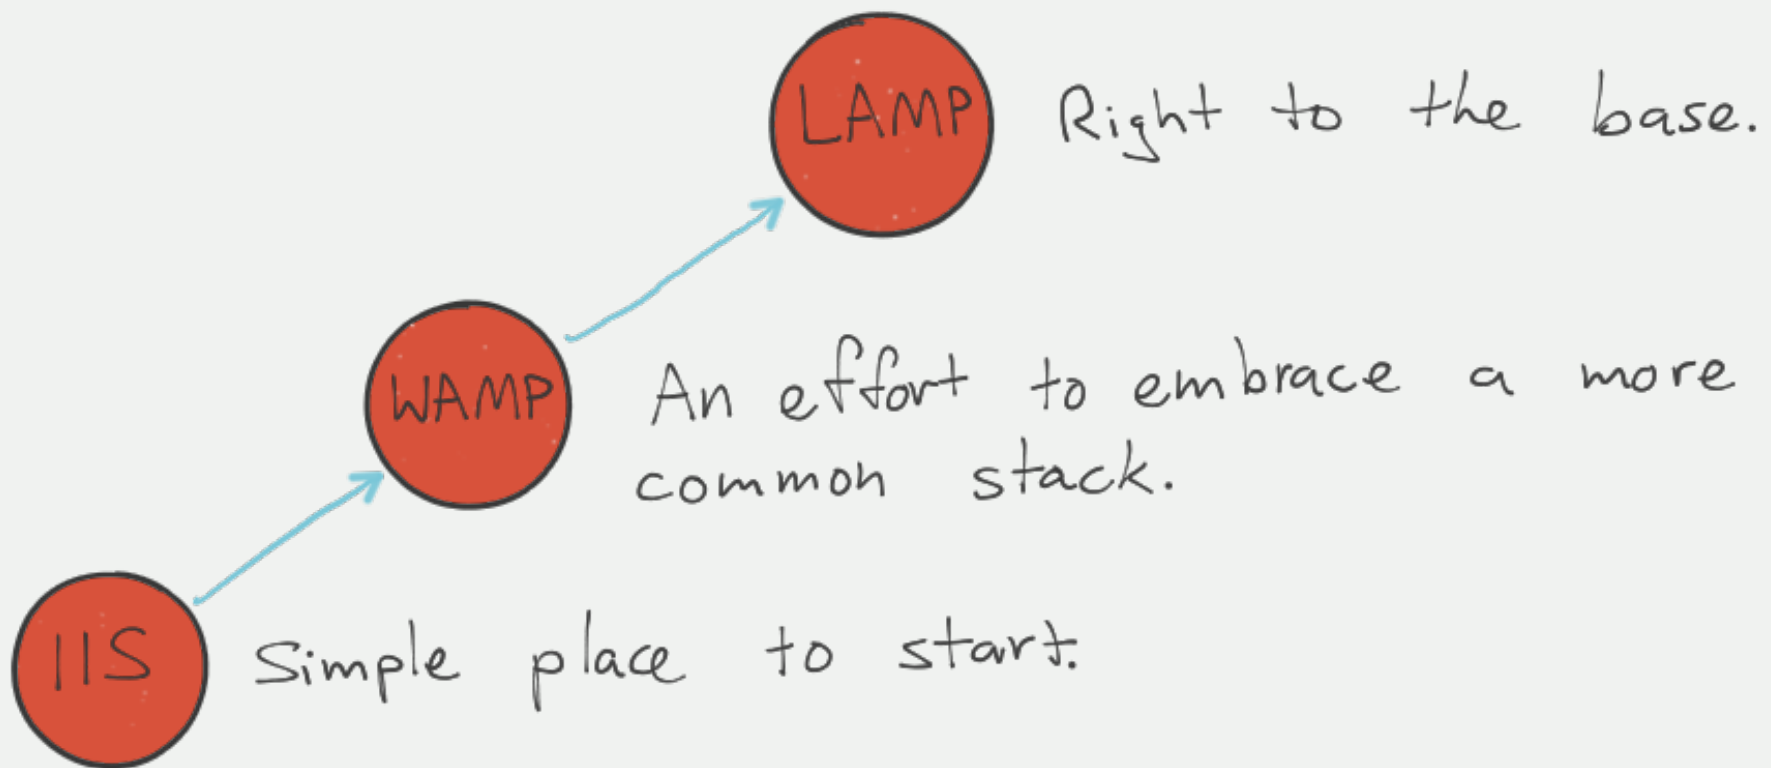 LAMP Right to the base.
WAMP An effort to embrace a more
common stack.
IIS Simple place to start.